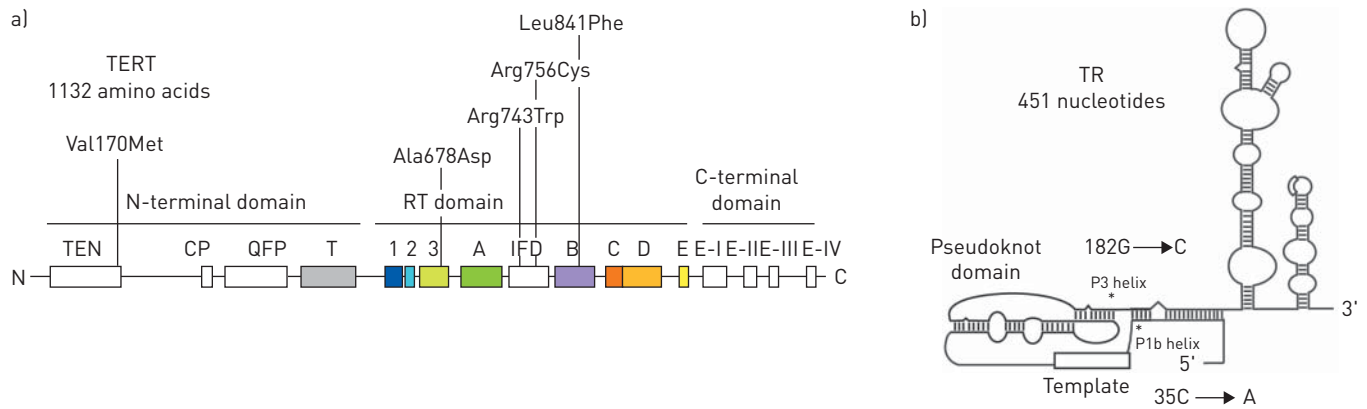 a)
TERT
1132 amino acids
Leu841Phe
Arg756Cys
Arg743Trp
Val170Met
Ala678Asp
N-terminal domain
RT domain
C-terminal
domain
TEN CP QFP T 1 2 3 A IFD B C D E E-I E-II E-III E-IV
N C
b)
TR
451 nucleotides
Pseudoknot
domain
182G C
P3 helix
*
3'
*
P1b helix
5'
Template
35C A